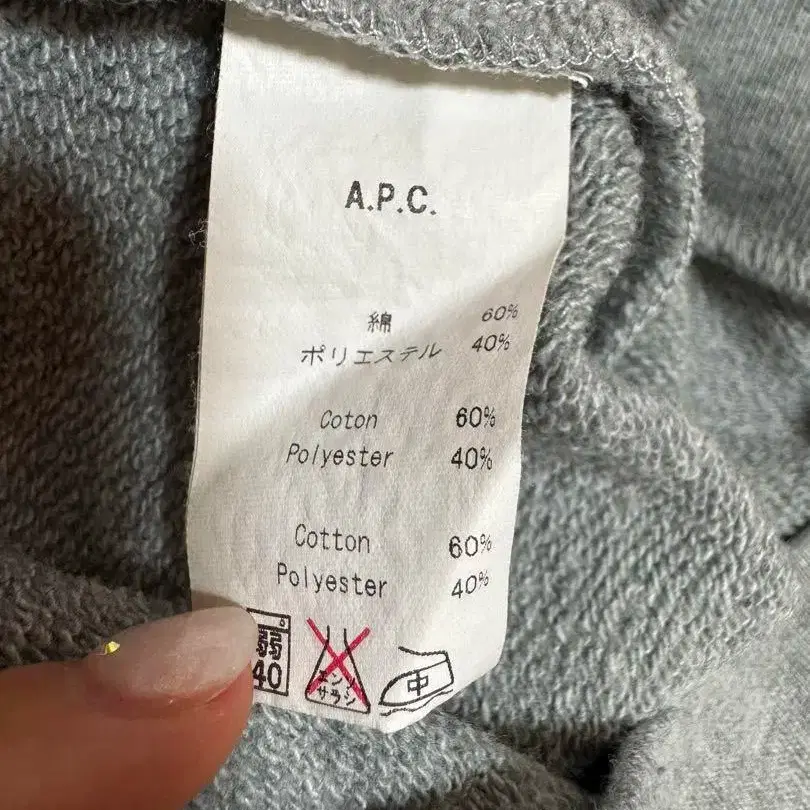 A.P.C.
綿 60%
ポリエステル 40%
Coton 60%
Polyester 40%
Cotton 60%
Polyester 40%
弱 40
エンソ サラシ
中